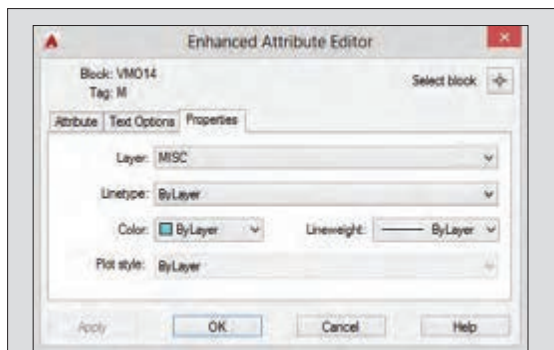 Enhanced Attribute Editor
Block: VMO14
Select block
Tag: M
Attribute Text Options Properties
Layer: MISC
Linetype: ByLayer
Color: ByLayer Lineweight: ByLayer
Plot style: ByLayer
Apply OK Cancel Help